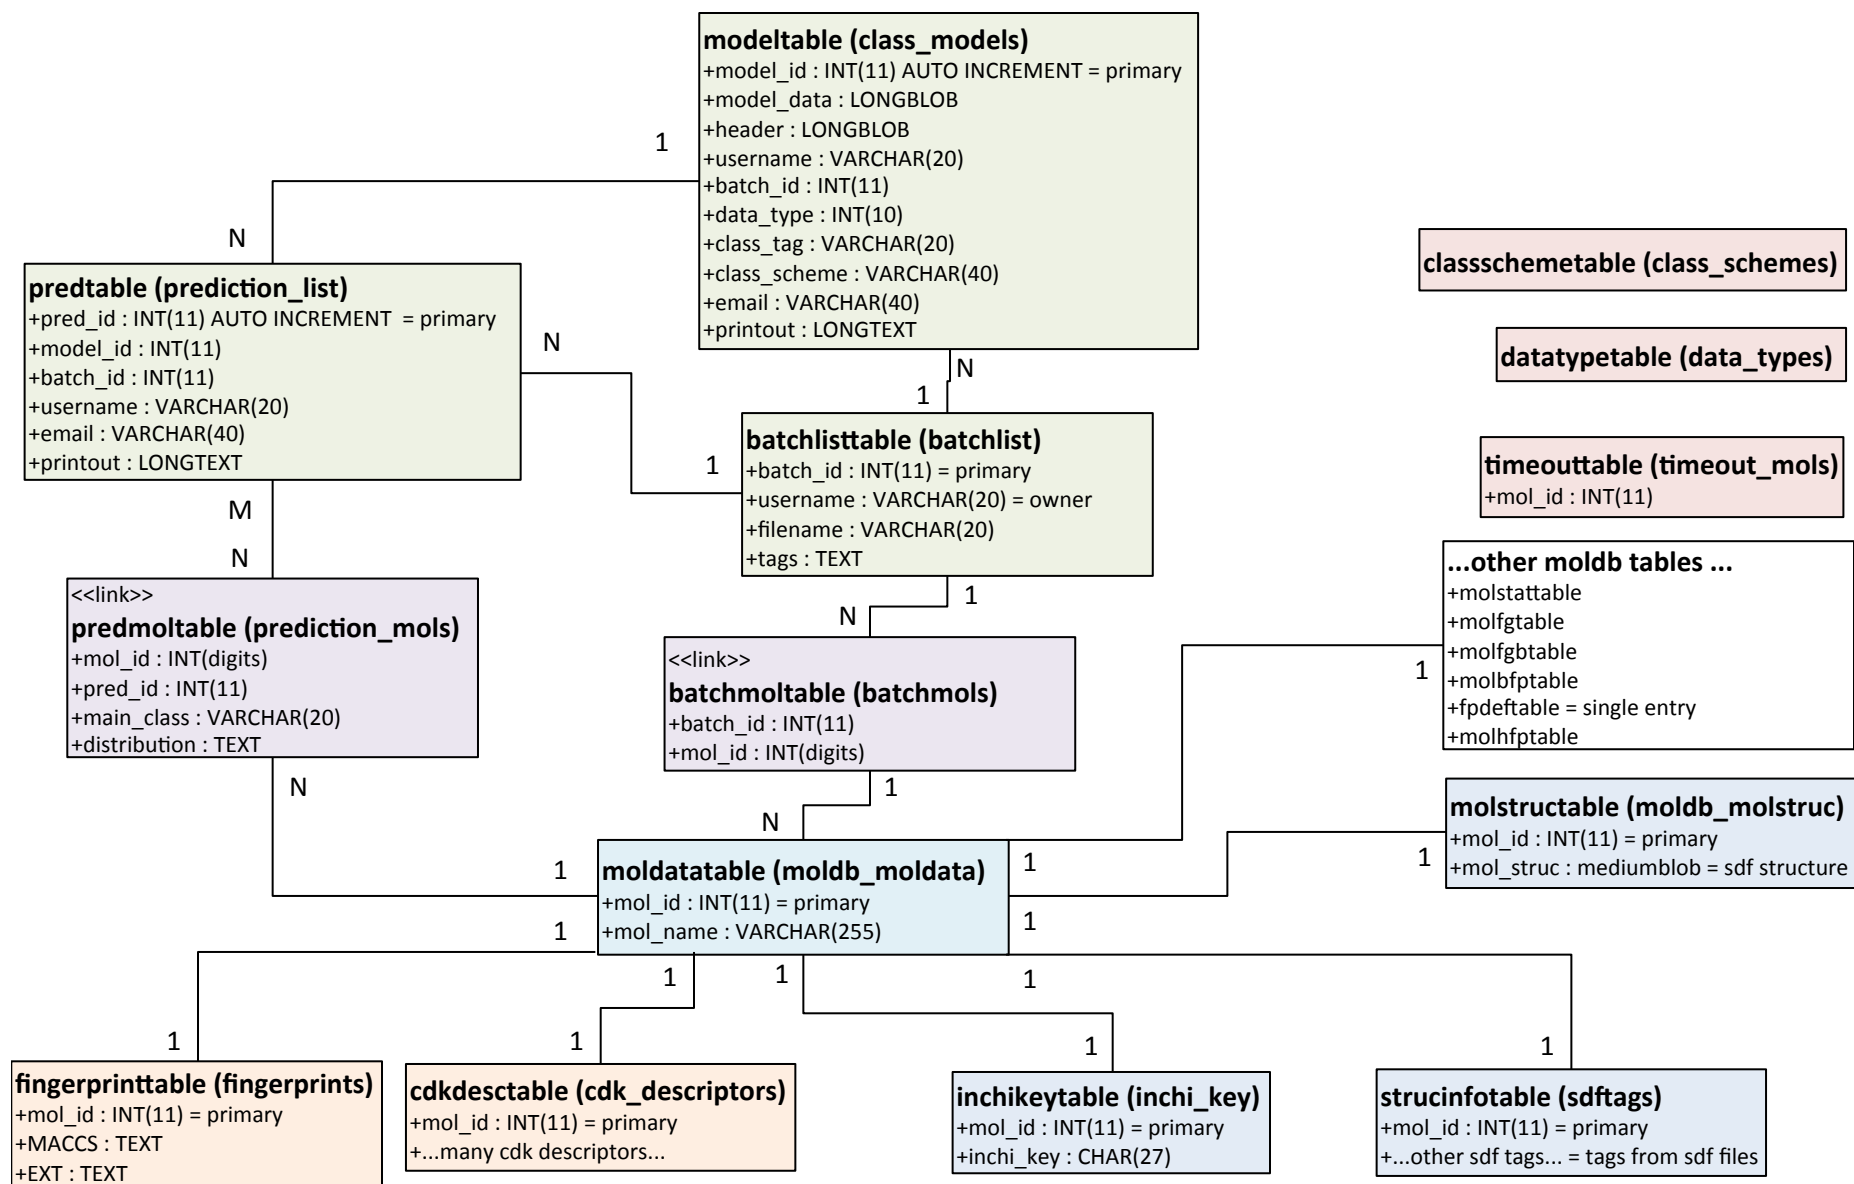 modeltable (class_models)
+model_id : INT(11) AUTO INCREMENT = primary
+model_data : LONGBLOB
+header : LONGBLOB
+username : VARCHAR(20)
+batch_id : INT(11)
+data_type : INT(10)
+class_tag : VARCHAR(20)
+class_scheme : VARCHAR(40)
+email : VARCHAR(40)
+printout : LONGTEXT
1
N
predtable (prediction_list)
+pred_id : INT(11) AUTO INCREMENT  = primary
+model_id : INT(11)
+batch_id : INT(11)
+username : VARCHAR(20)
+email : VARCHAR(40)
+printout : LONGTEXT
N
1
N
1
batchlisttable (batchlist)
+batch_id : INT(11) = primary
+username : VARCHAR(20) = owner
+filename : VARCHAR(20)
+tags : TEXT
classschemetable (class_schemes)
datatypetable (data_types)
timeouttable (timeout_mols)
+mol_id : INT(11)
M
N
<<link>>
predmoltable (prediction_mols)
+mol_id : INT(digits)
+pred_id : INT(11)
+main_class : VARCHAR(20)
+distribution : TEXT
N
1
1
N
<<link>>
batchmoltable (batchmols)
+batch_id : INT(11)
+mol_id : INT(digits)
1
N
...other moldb tables ...
+molstattable
+molfgtable
+molfgbtable
+molbfptable
+fpdeftable = single entry
+molhfptable
1
1
molstructable (moldb_molstruc)
+mol_id : INT(11) = primary
+mol_struc : mediumblob = sdf structure
1
1
moldatatable (moldb_moldata)
+mol_id : INT(11) = primary
+mol_name : VARCHAR(255)
1
1
1
1
1
1
1
1
fingerprinttable (fingerprints)
+mol_id : INT(11) = primary
+MACCS : TEXT
+EXT : TEXT
cdkdesctable (cdk_descriptors)
+mol_id : INT(11) = primary
+...many cdk descriptors...
inchikeytable (inchi_key)
+mol_id : INT(11) = primary
+inchi_key : CHAR(27)
strucinfotable (sdftags)
+mol_id : INT(11) = primary
+...other sdf tags... = tags from sdf files